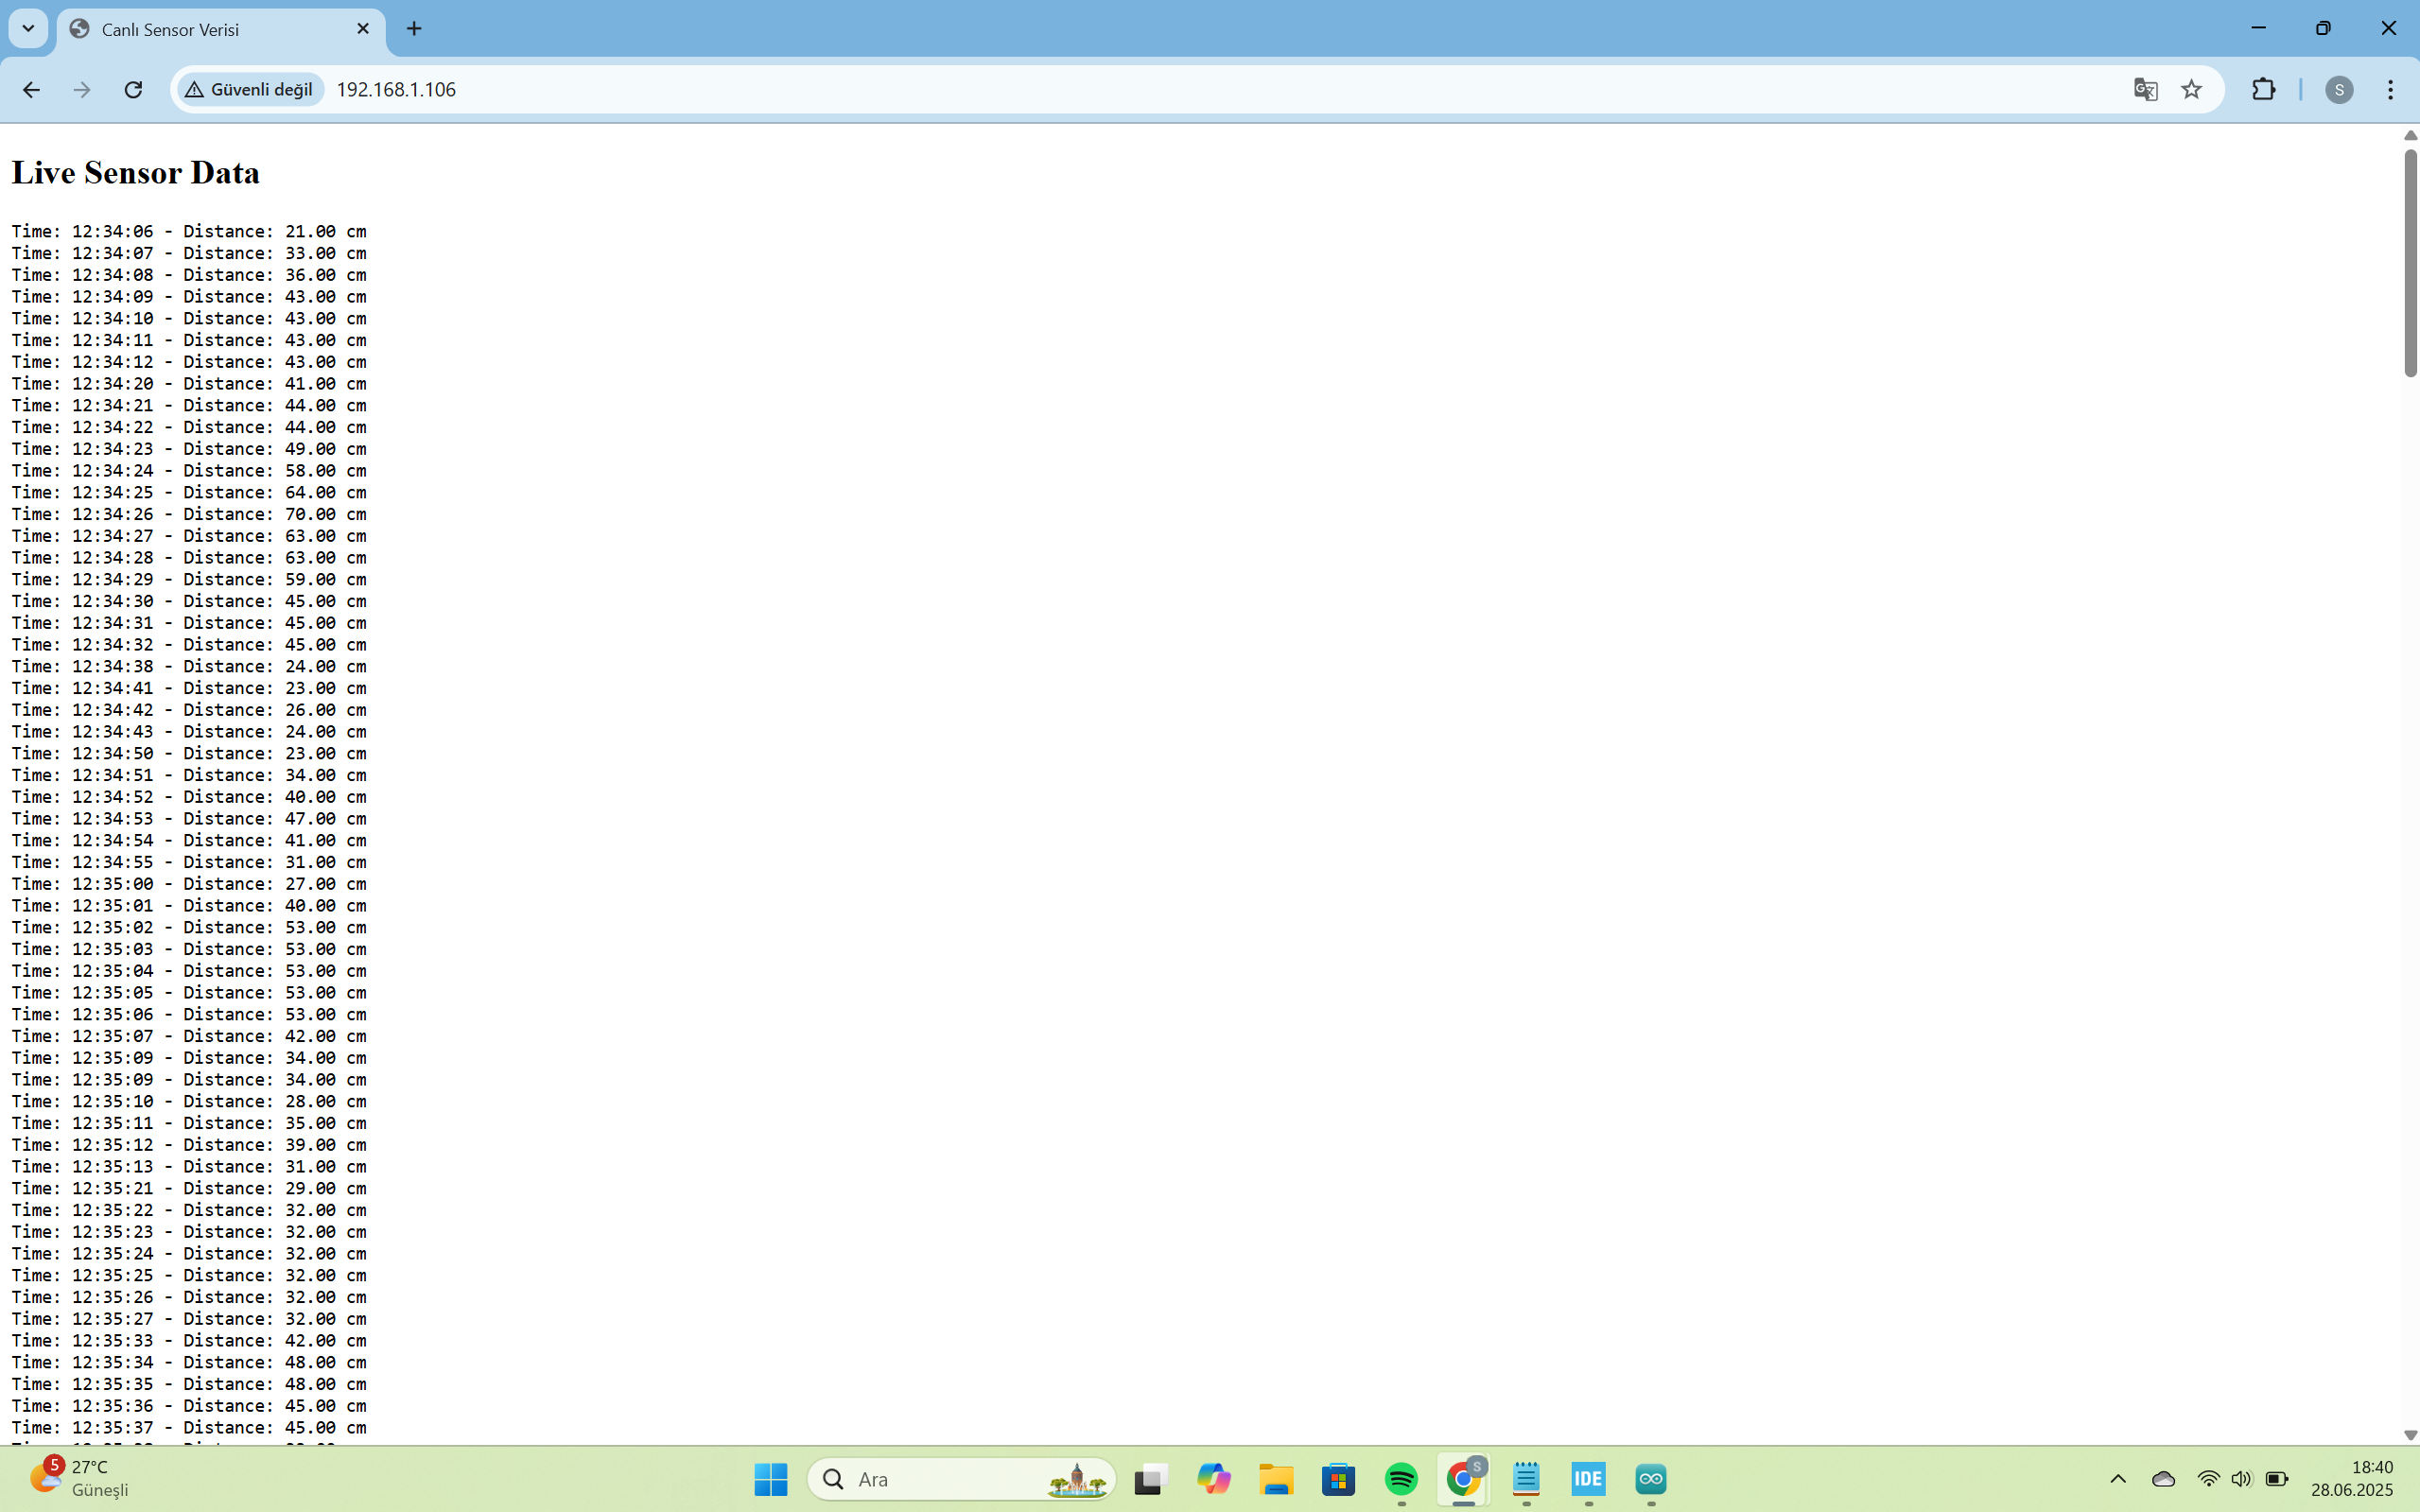 Canlı Sensor Verisi
Güvenli değil
192.168.1.106
S
Live Sensor Data
Time: 12:34:06 - Distance: 21.00 cm
Time: 12:34:07 - Distance: 33.00 cm
Time: 12:34:08 - Distance: 36.00 cm
Time: 12:34:09 - Distance: 43.00 cm
Time: 12:34:10 - Distance: 43.00 cm
Time: 12:34:11 - Distance: 43.00 cm
Time: 12:34:12 - Distance: 43.00 cm
Time: 12:34:20 - Distance: 41.00 cm
Time: 12:34:21 - Distance: 44.00 cm
Time: 12:34:22 - Distance: 44.00 cm
Time: 12:34:23 - Distance: 49.00 cm
Time: 12:34:24 - Distance: 58.00 cm
Time: 12:34:25 - Distance: 64.00 cm
Time: 12:34:26 - Distance: 70.00 cm
Time: 12:34:27 - Distance: 63.00 cm
Time: 12:34:28 - Distance: 63.00 cm
Time: 12:34:29 - Distance: 59.00 cm
Time: 12:34:30 - Distance: 45.00 cm
Time: 12:34:31 - Distance: 45.00 cm
Time: 12:34:32 - Distance: 45.00 cm
Time: 12:34:38 - Distance: 24.00 cm
Time: 12:34:41 - Distance: 23.00 cm
Time: 12:34:42 - Distance: 26.00 cm
Time: 12:34:43 - Distance: 24.00 cm
Time: 12:34:50 - Distance: 23.00 cm
Time: 12:34:51 - Distance: 34.00 cm
Time: 12:34:52 - Distance: 40.00 cm
Time: 12:34:53 - Distance: 47.00 cm
Time: 12:34:54 - Distance: 41.00 cm
Time: 12:34:55 - Distance: 31.00 cm
Time: 12:35:00 - Distance: 27.00 cm
Time: 12:35:01 - Distance: 40.00 cm
Time: 12:35:02 - Distance: 53.00 cm
Time: 12:35:03 - Distance: 53.00 cm
Time: 12:35:04 - Distance: 53.00 cm
Time: 12:35:05 - Distance: 53.00 cm
Time: 12:35:06 - Distance: 53.00 cm
Time: 12:35:07 - Distance: 42.00 cm
Time: 12:35:09 - Distance: 34.00 cm
Time: 12:35:09 - Distance: 34.00 cm
Time: 12:35:10 - Distance: 28.00 cm
Time: 12:35:11 - Distance: 35.00 cm
Time: 12:35:12 - Distance: 39.00 cm
Time: 12:35:13 - Distance: 31.00 cm
Time: 12:35:21 - Distance: 29.00 cm
Time: 12:35:22 - Distance: 32.00 cm
Time: 12:35:23 - Distance: 32.00 cm
Time: 12:35:24 - Distance: 32.00 cm
Time: 12:35:25 - Distance: 32.00 cm
Time: 12:35:26 - Distance: 32.00 cm
Time: 12:35:27 - Distance: 32.00 cm
Time: 12:35:33 - Distance: 42.00 cm
Time: 12:35:34 - Distance: 48.00 cm
Time: 12:35:35 - Distance: 48.00 cm
Time: 12:35:36 - Distance: 45.00 cm
Time: 12:35:37 - Distance: 45.00 cm
5
27°C
Güneşli
Ara
S
IDE
18:40
28.06.2025